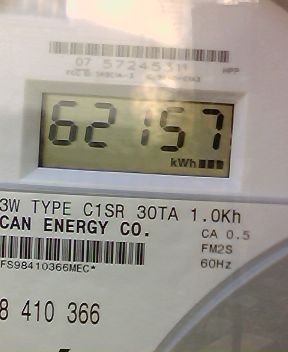 07 57245311
62157
kWh
3W TYPE C1SR 30TA 1.0Kh
CAN ENERGY CO.
CA 0.5
FM2S
60Hz
FS98410366MEC*
8 410 366